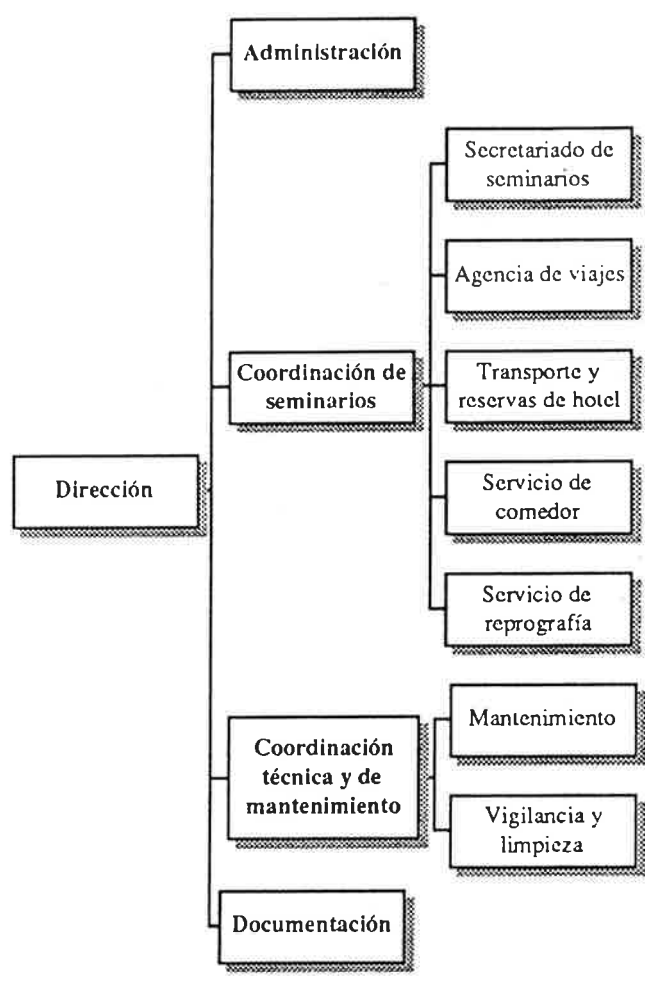 Administración
Secretariado de
seminarios
Agencia de viajes
Coordinación de
seminarios
Transporte y
reservas de hotel
Dirección
Servicio de
comedor
Servicio de
reprografía
Coordinación
técnica y de
mantenimiento
Mantenimiento
Vigilancia y
limpieza
Documentación